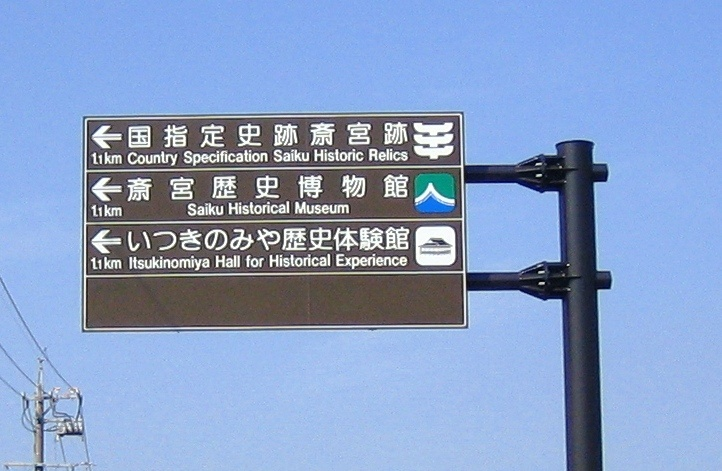 ← 国指定史跡斎宮跡
1.1km Country Specification Saiku Historic Relics
← 斎宮歴史博物館
1.1km Saiku Historical Museum
← いつきのみや歴史体験館
1.1km Itsukinomiya Hall for Historical Experience